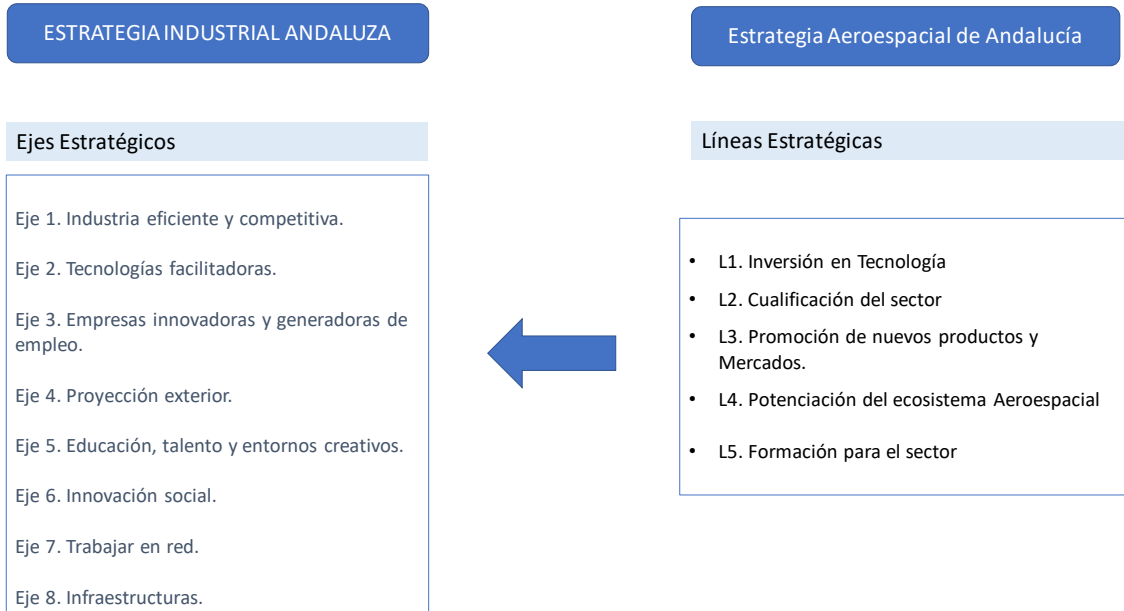 ESTRATEGIA INDUSTRIAL ANDALUZA
Ejes Estratégicos
Eje 1. Industria eficiente y competitiva.
Eje 2. Tecnologías facilitadoras.
Eje 3. Empresas innovadoras y generadoras de
empleo.
Eje 4. Proyección exterior.
Eje 5. Educación, talento y entornos creativos.
Eje 6. Innovación social.
Eje 7. Trabajar en red.
Eje 8. Infraestructuras.
Estrategia Aeroespacial de Andalucía
Líneas Estratégicas
• L1. Inversión en Tecnología
• L2. Cualificación del sector
• L3. Promoción de nuevos productos y
Mercados.
• L4. Potenciación del ecosistema Aeroespacial
• L5. Formación para el sector